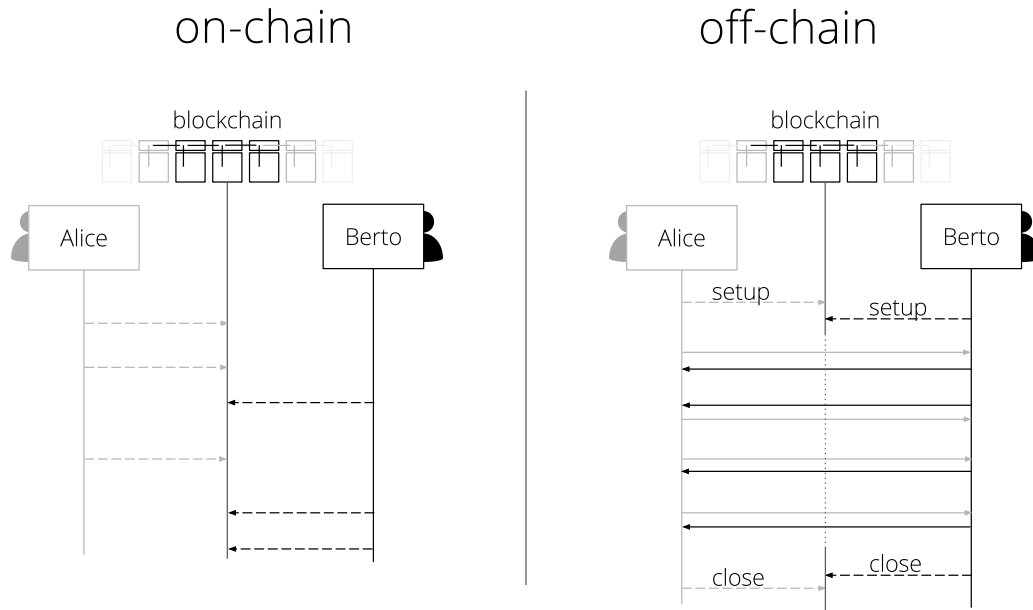 on-chain
off-chain
blockchain
blockchain
Alice
Berto
Alice
Berto
setup
setup
close
close